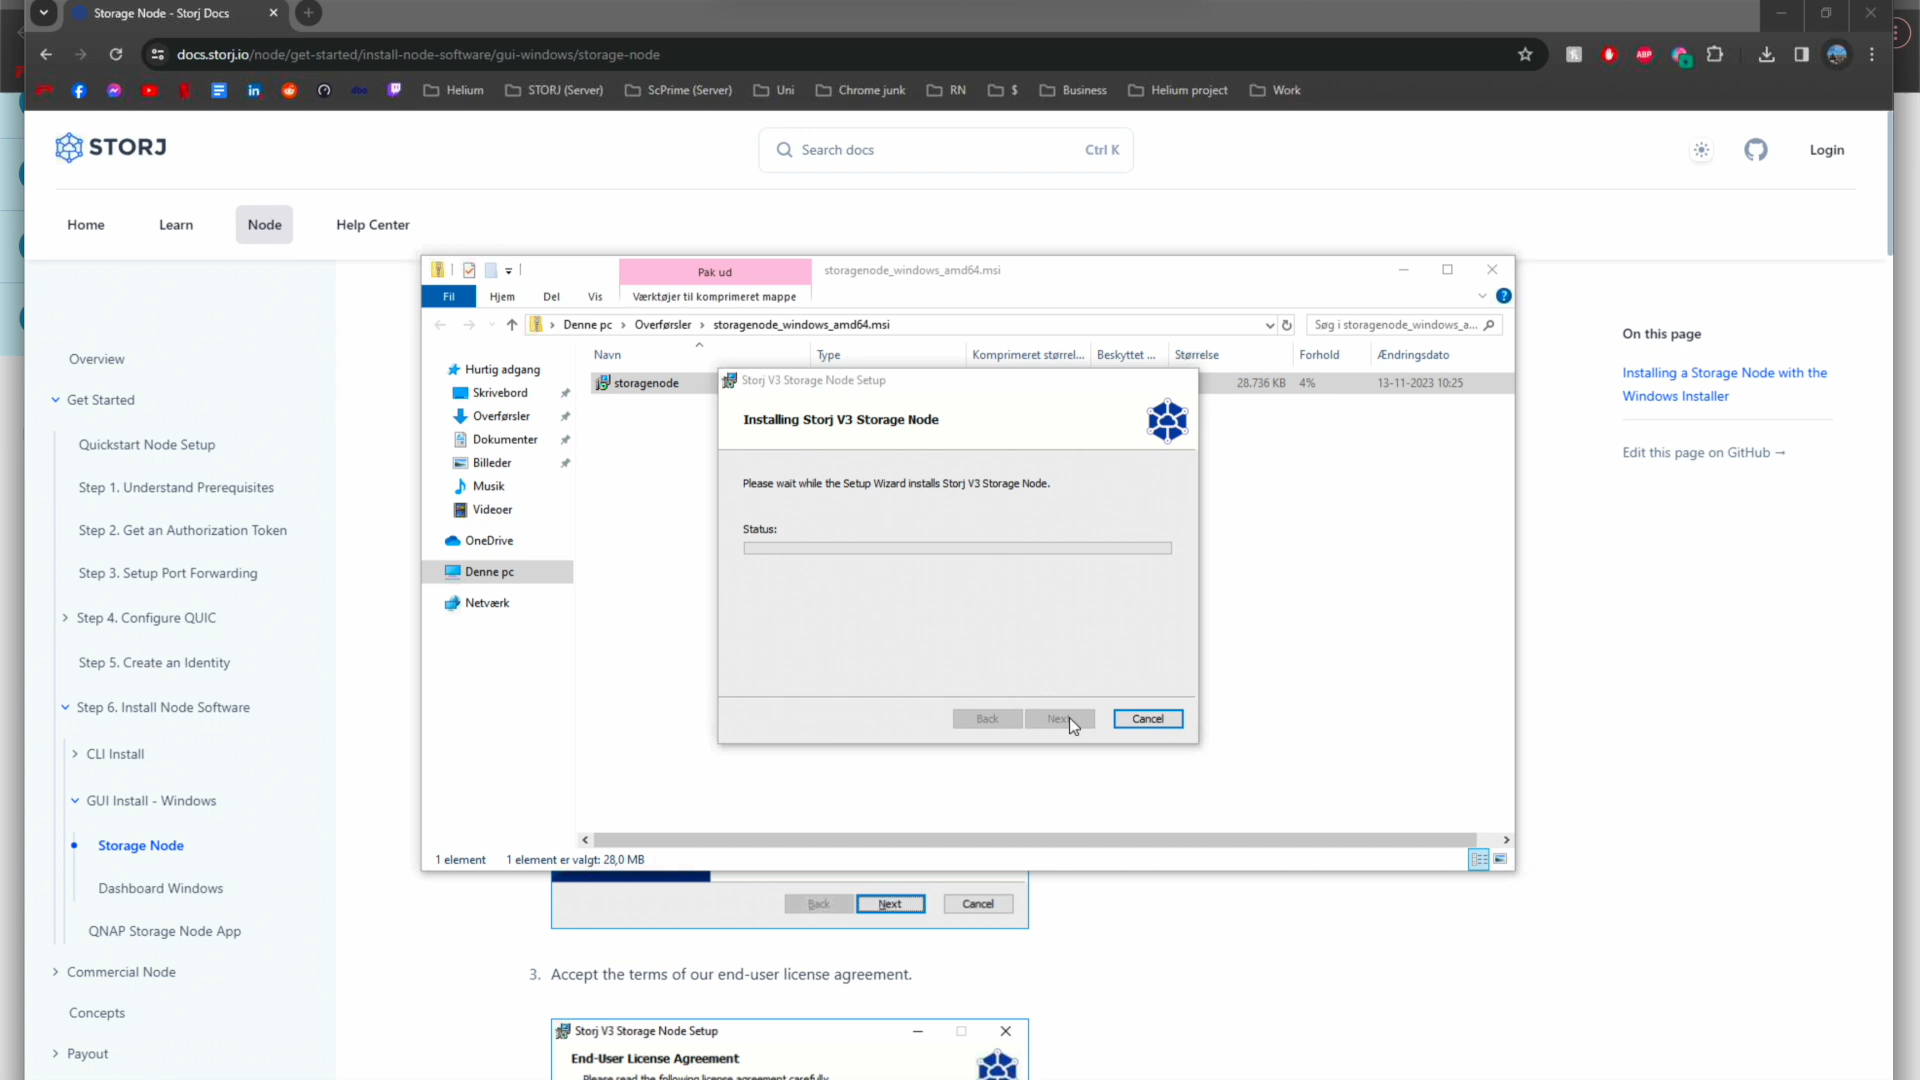 Storage Node - Storj Docs
docs.storj.io/node/get-started/install-node-software/gui-windows/storage-node
Helium
STORJ (Server)
ScPrime (Server)
Uni
Chrome junk
RN
$
Business
Helium project
Work
STORJ
Search docs
Ctrl K
Login
Home
Learn
Node
Help Center
Overview
Get Started
Quickstart Node Setup
Step 1. Understand Prerequisites
Step 2. Get an Authorization Token
Step 3. Setup Port Forwarding
Step 4. Configure QUIC
Step 5. Create an Identity
Step 6. Install Node Software
CLI Install
GUI Install - Windows
Storage Node
Dashboard Windows
QNAP Storage Node App
Commercial Node
Concepts
Payout
Pak ud
storagenode_windows_amd64.msi
Fil
Hjem
Del
Vis
Værktøjer til komprimeret mappe
Denne pc
Overførsler
storagenode_windows_amd64.msi
Søg i storagenode_windows_a...
Hurtig adgang
Skrivebord
Overførsler
Dokumenter
Billeder
Musik
Videoer
OneDrive
Denne pc
Netværk
Navn
Type
Komprimeret størrel...
Beskyttet ...
Størrelse
Forhold
Ændringsdato
storagenode
28.736 KB
4%
13-11-2023 10:25
Storj V3 Storage Node Setup
Installing Storj V3 Storage Node
Please wait while the Setup Wizard installs Storj V3 Storage Node.
Status:
Back
Next
Cancel
1 element
1 element er valgt: 28,0 MB
Back
Next
Cancel
3. Accept the terms of our end-user license agreement.
Storj V3 Storage Node Setup
End-User License Agreement
Please read the following license agreement carefully
On this page
Installing a Storage Node with the
Windows Installer
Edit this page on GitHub →
ABP